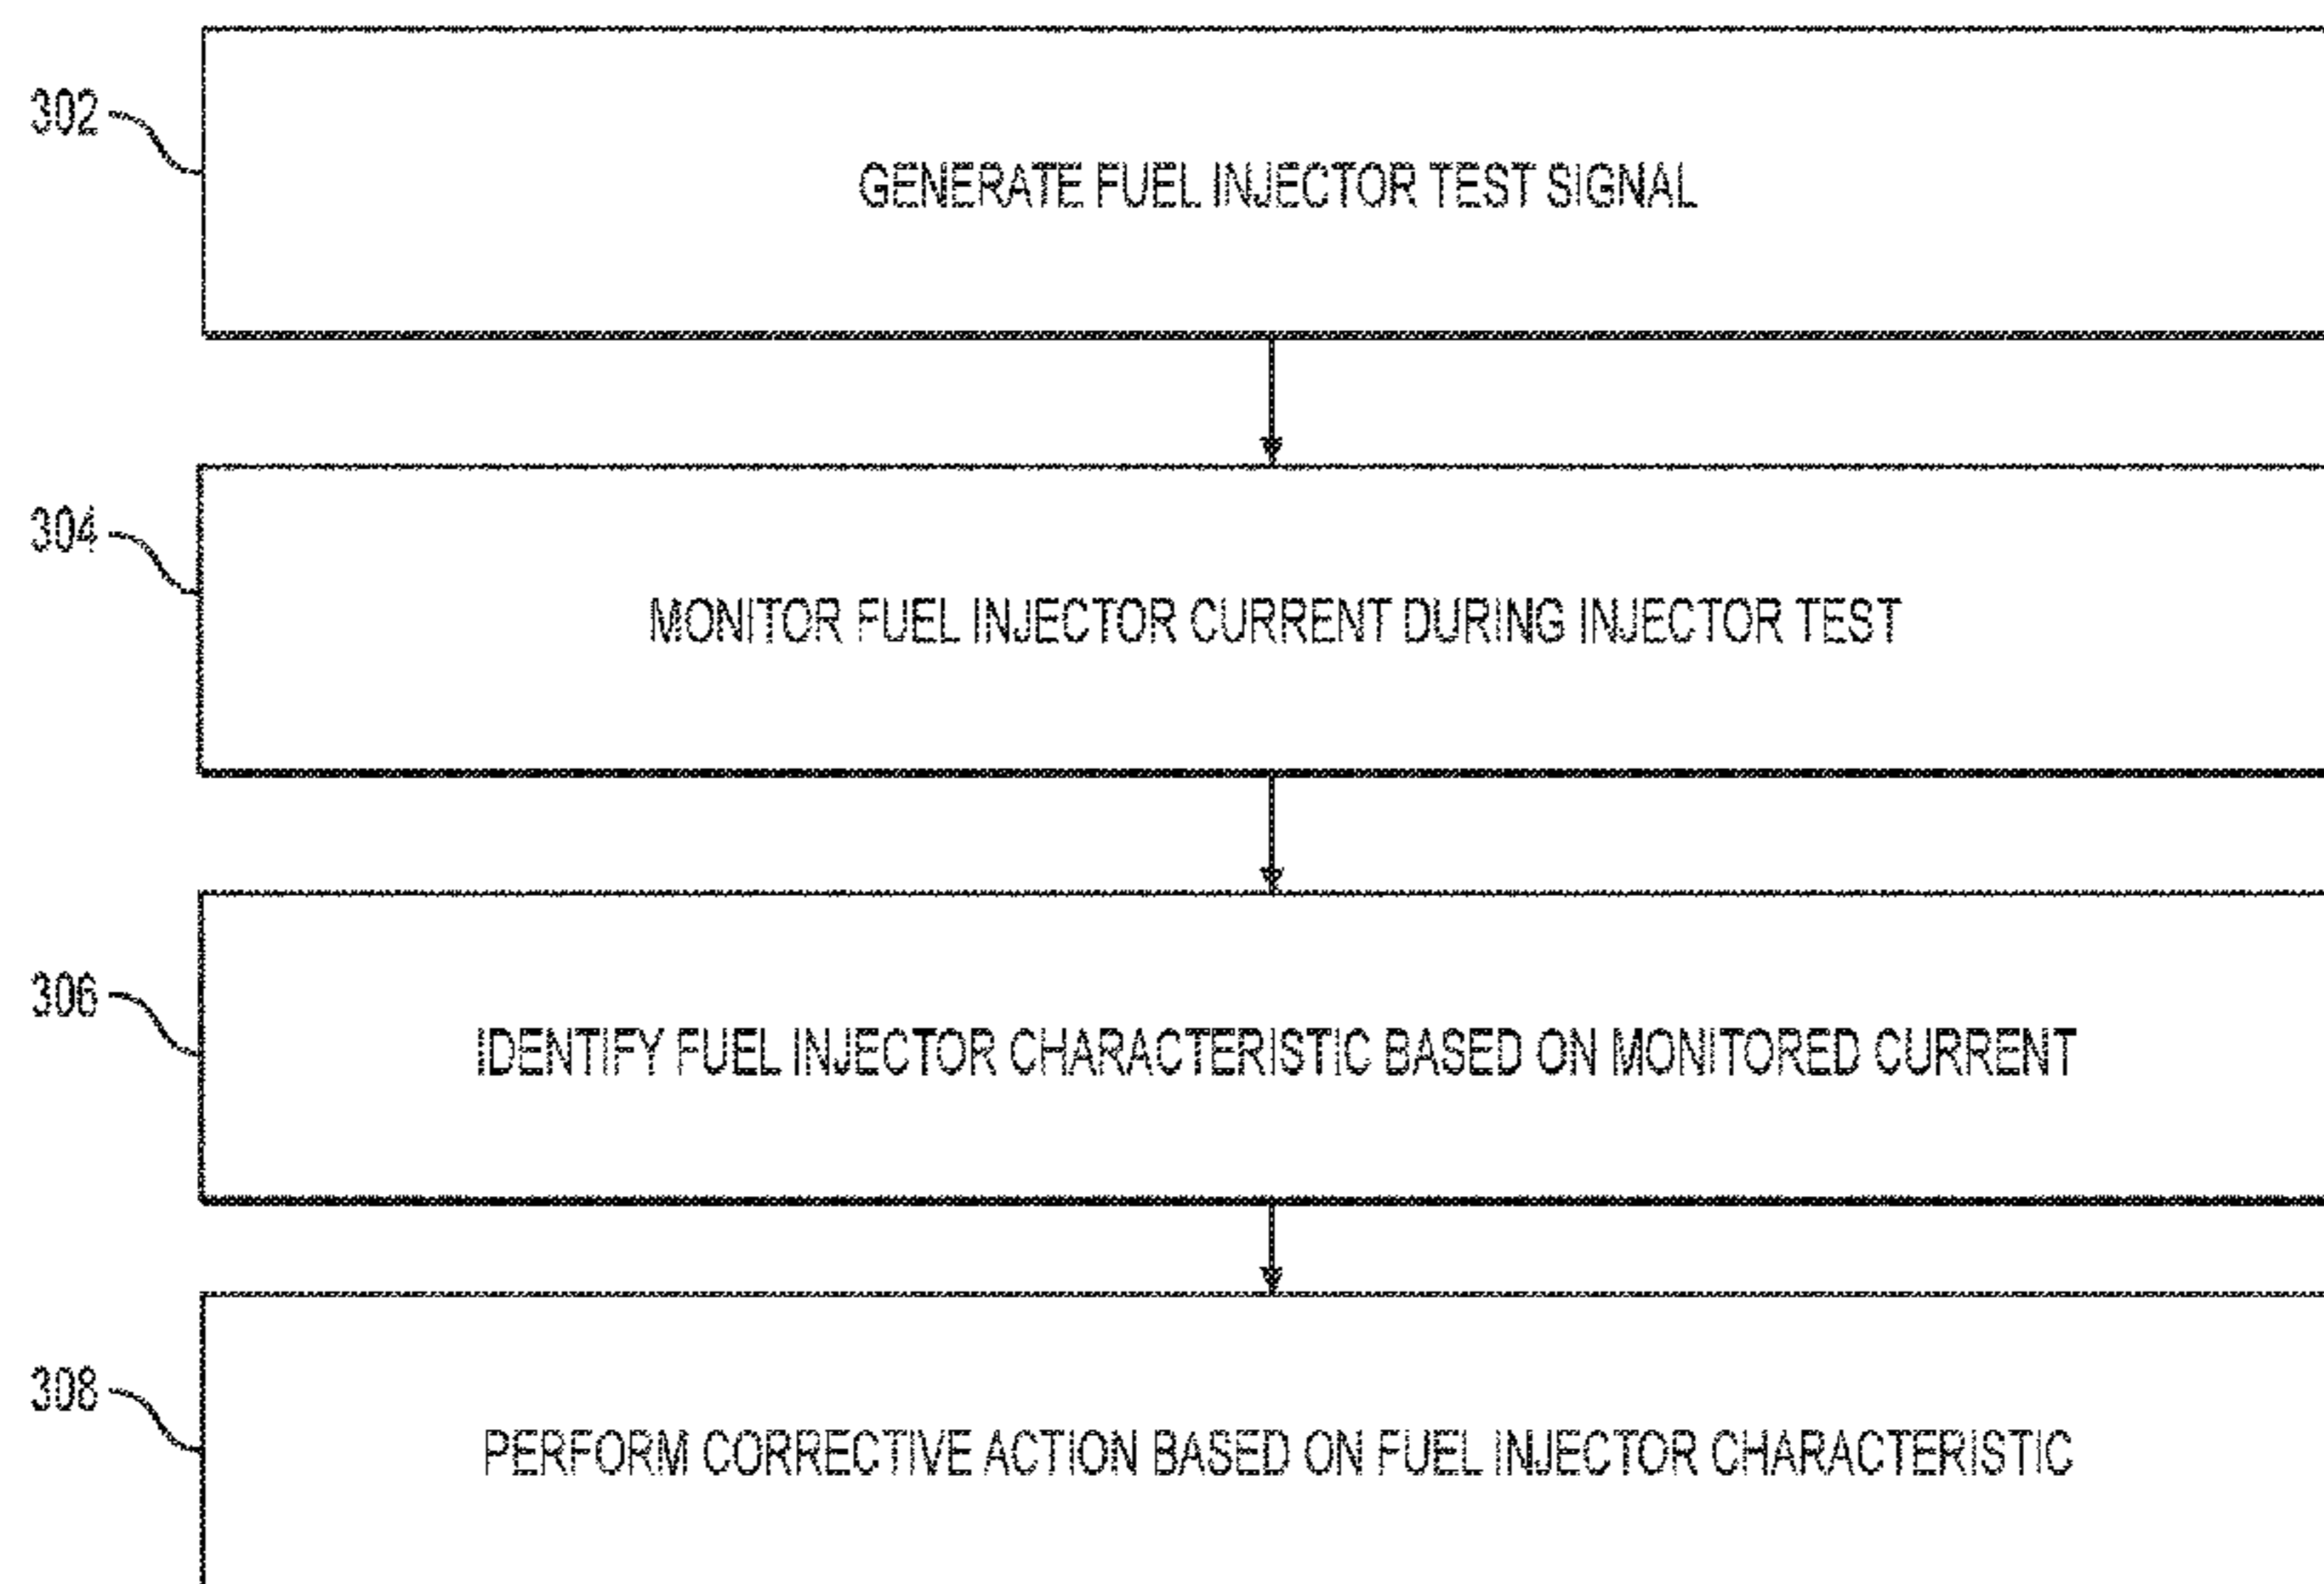 302
GENERATE FUEL INJECTOR TEST SIGNAL
304
MONITOR FUEL INJECTOR CURRENT DURING INJECTOR TEST
306
IDENTIFY FUEL INJECTOR CHARACTERISTIC BASED ON MONITORED CURRENT
308
PERFORM CORRECTIVE ACTION BASED ON FUEL INJECTOR CHARACTERISTIC